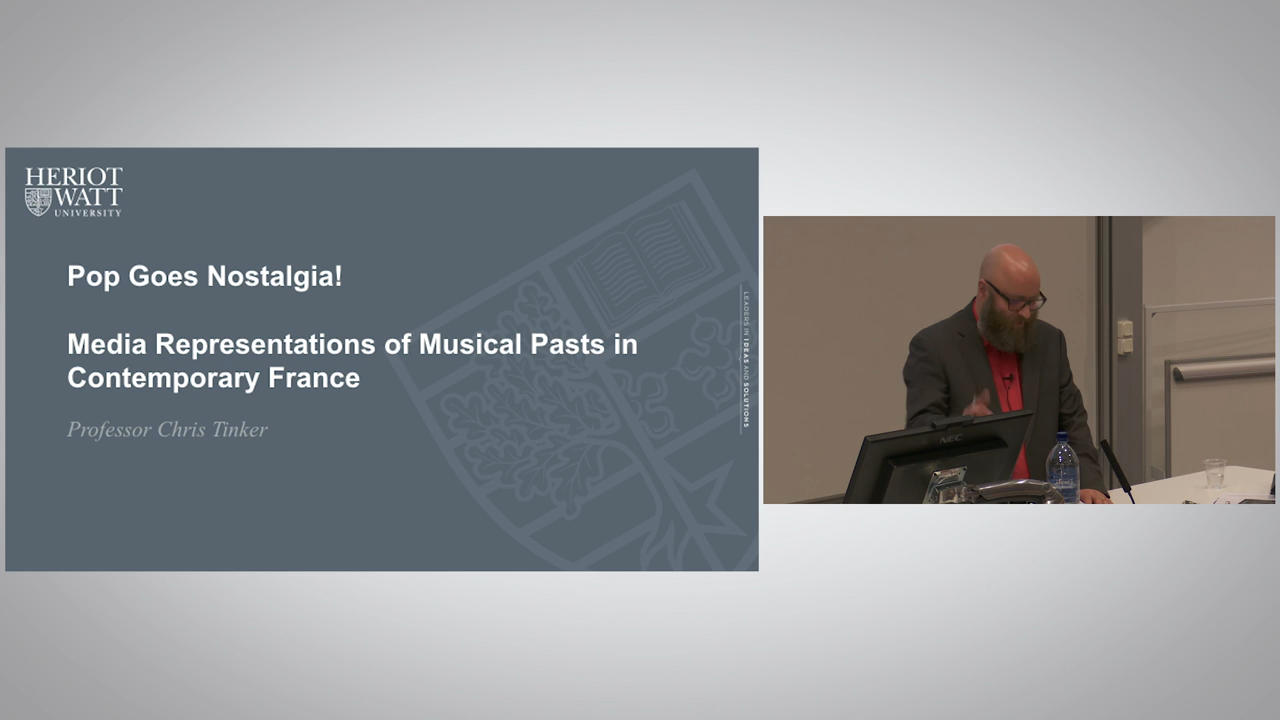 HERIOT
WATT
UNIVERSITY
Pop Goes Nostalgia!
Media Representations of Musical Pasts in
Contemporary France
Professor Chris Tinker
LEADERS IN IDEAS AND SOLUTIONS
NEC